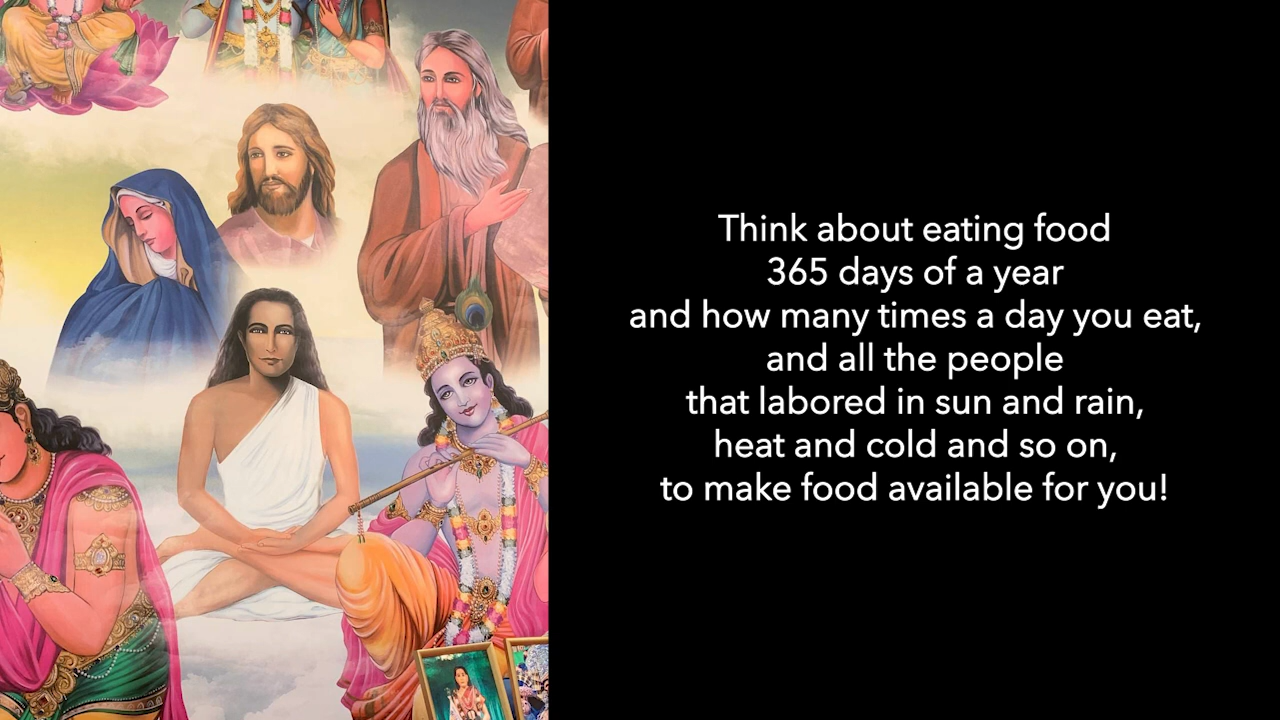 Think about eating food
365 days of a year
and how many times a day you eat,
and all the people
that labored in sun and rain,
heat and cold and so on,
to make food available for you!